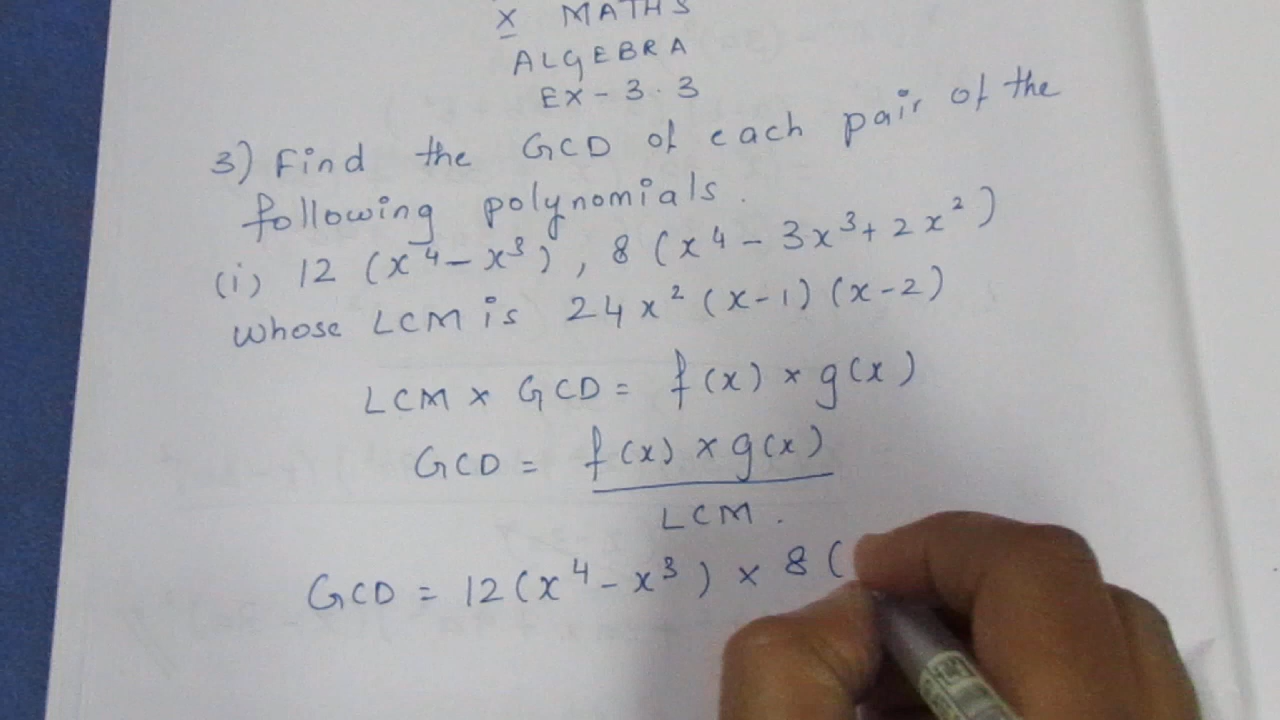 X MATHS
ALGEBRA
EX - 3.3
3) Find the GCD of each pair of the
following polynomials.
(i) 12 (x⁴ - x³), 8 (x⁴ - 3x³ + 2x²)
whose LCM is 24x² (x-1) (x-2)
LCM × GCD = f(x) × g(x)
GCD = f(x) × g(x)
LCM.
GCD = 12(x⁴ - x³) × 8 (